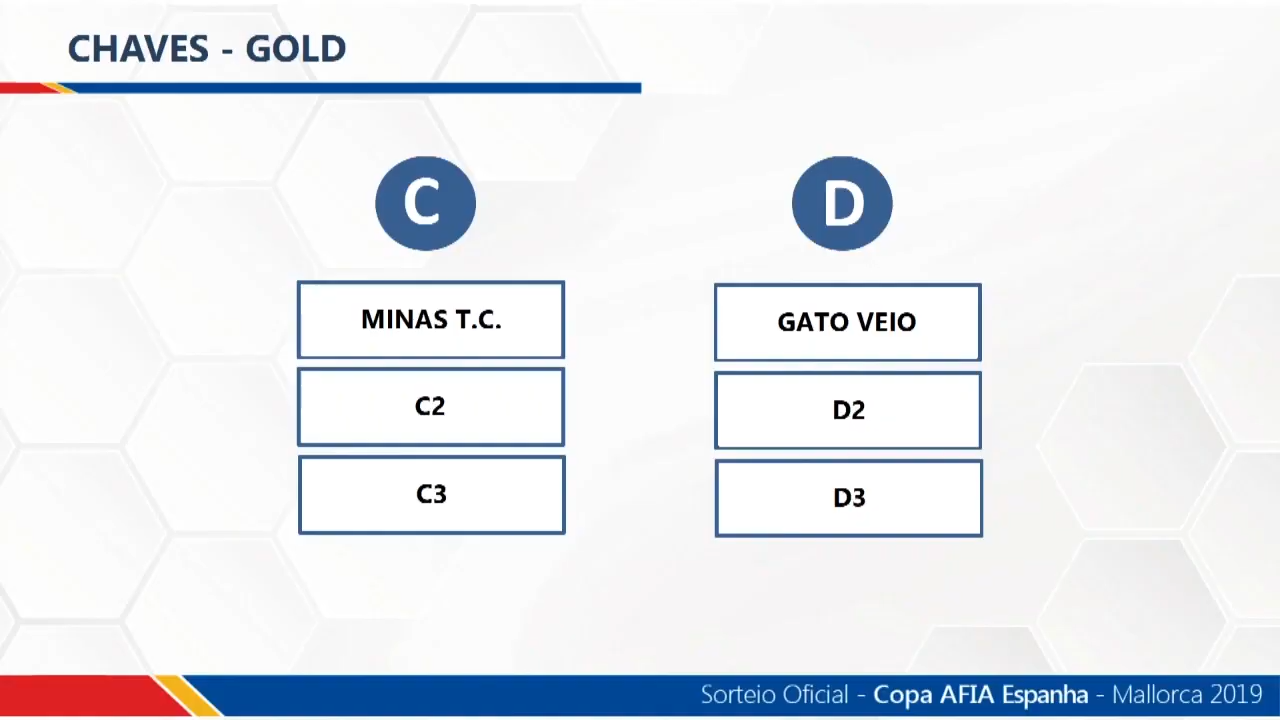 CHAVES - GOLD
C
D
MINAS T.C.
GATO VEIO
C2
D2
C3
D3
Sorteio Oficial - Copa AFIA Espanha - Mallorca 2019